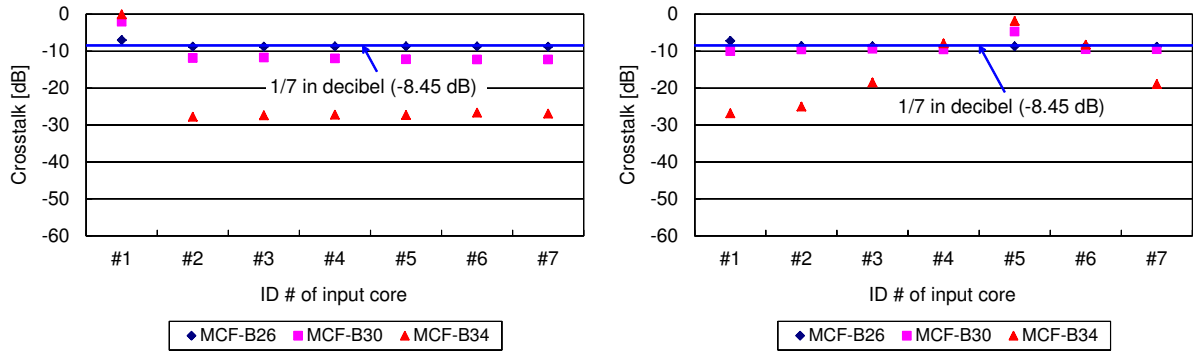 Crosstalk [dB]
0
-10
-20
-30
-40
-50
-60
1/7 in decibel (-8.45 dB)
#1 #2 #3 #4 #5 #6 #7
ID # of input core
MCF-B26 MCF-B30 MCF-B34
Crosstalk [dB]
0
-10
-20
-30
-40
-50
-60
1/7 in decibel (-8.45 dB)
#1 #2 #3 #4 #5 #6 #7
ID # of input core
MCF-B26 MCF-B30 MCF-B34